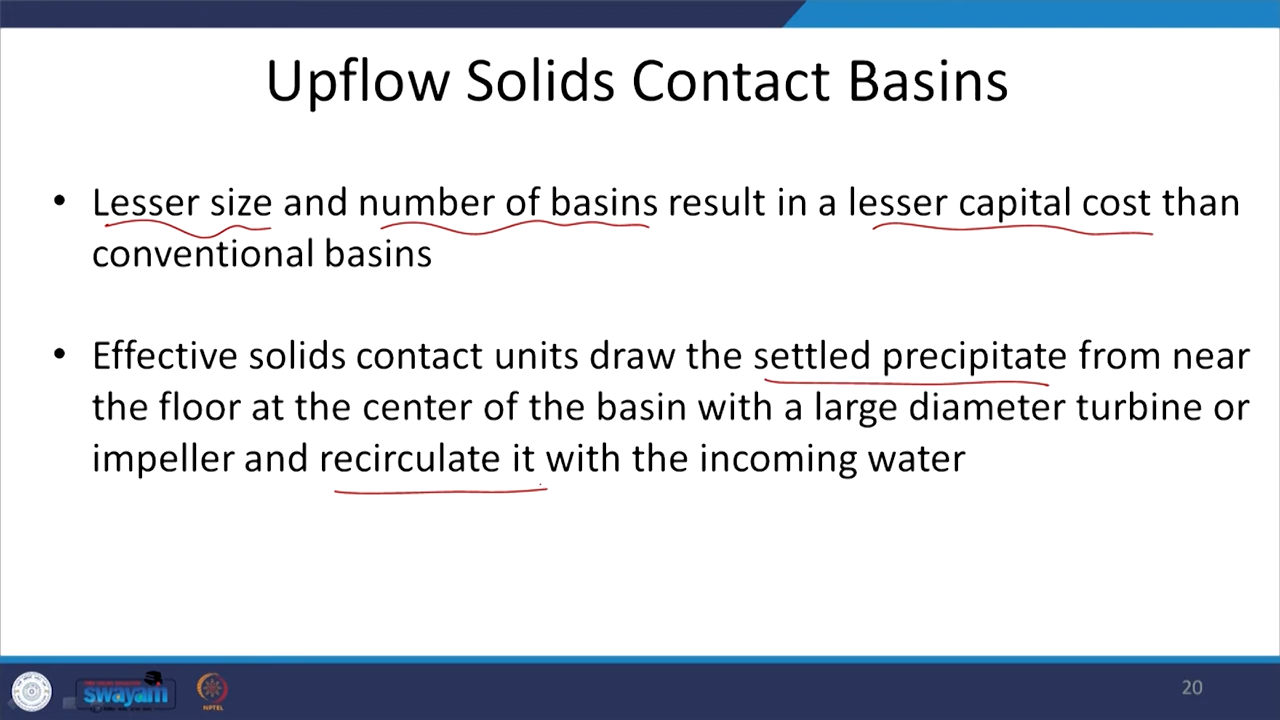 Upflow Solids Contact Basins
• Lesser size and number of basins result in a lesser capital cost than
conventional basins
• Effective solids contact units draw the settled precipitate from near
the floor at the center of the basin with a large diameter turbine or
impeller and recirculate it with the incoming water
swayam
NPTEL
20